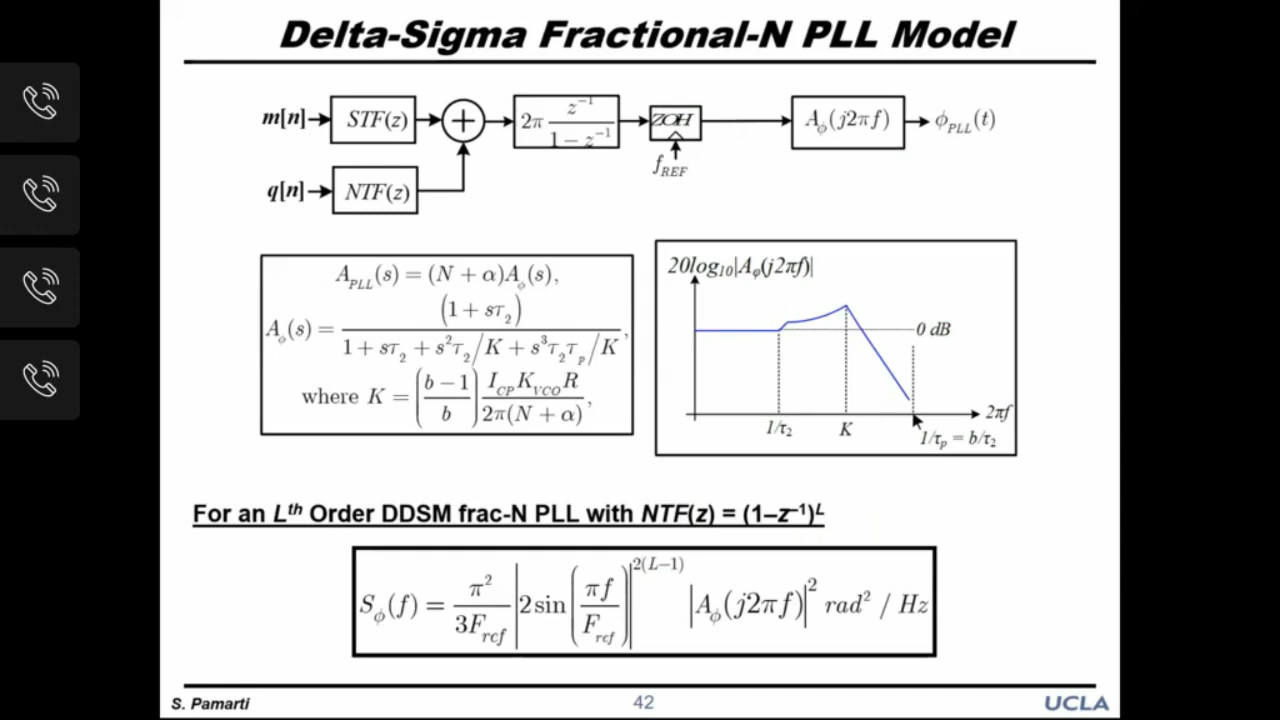 Delta-Sigma Fractional-N PLL Model
m[n] STF(z) + 2π z⁻¹ / 1 − z⁻¹ ZOH A_ϕ(j2πf) ϕ_PLL(t)
f_REF
q[n] NTF(z)
A_PLL(s) = (N + α)A_ϕ(s),
A_ϕ(s) = (1 + sτ₂) / 1 + sτ₂ + s²τ₂/K + s³τ₂τ_p/K ,
where K = (b − 1 / b) I_CP K_VCO R / 2π(N + α) ,
20log₁₀|A_φ(j2πf)|
0 dB
2πf
1/τ₂ K 1/τ_p = b/τ₂
For an Lᵗʰ Order DDSM frac-N PLL with NTF(z) = (1–z⁻¹)ᴸ
S_ϕ(f) = π² / 3F_ref |2 sin(πf / F_ref)|^2(L−1) |A_ϕ(j2πf)|² rad² / Hz
S. Pamarti 42 UCLA